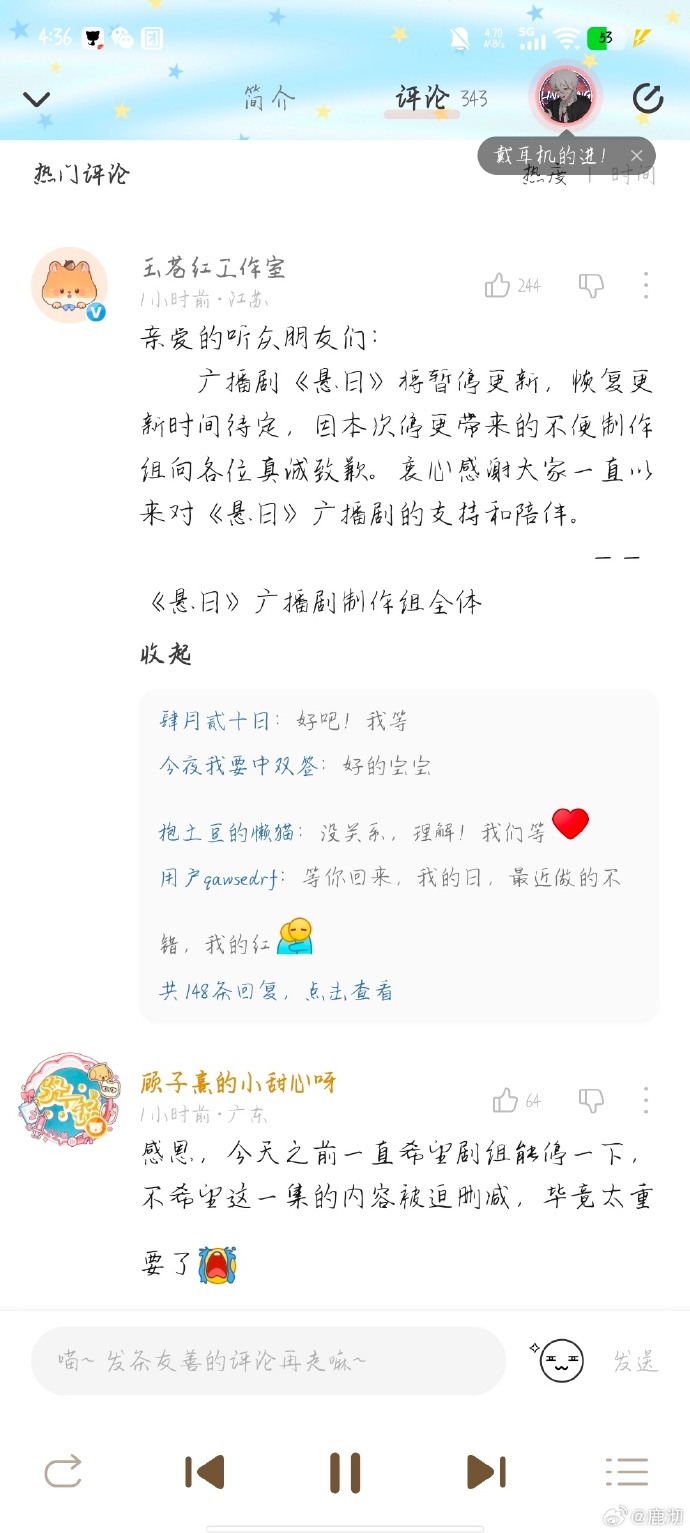 4:36
4.70
MB/s
5G
53
简介
评论 343
戴耳机的进!
热门评论
热度 | 时间
玉苍红工作室
244
1小时前·江苏
亲爱的听众朋友们:
广播剧《悬日》将暂停更新,恢复更
新时间待定,因本次停更带来的不便制作
组向各位真诚致歉。衷心感谢大家一直以
来对《悬日》广播剧的支持和陪伴。
——
《悬日》广播剧制作组全体
收起
肆月贰十日:好吧!我等
今夜我要中双签:好的宝宝
抱土豆的懒猫:没关系,理解!我们等
用户qawsedrf:等你回来,我的日,最近做的不
错,我的红
共148条回复,点击查看
顾子熹的小甜心呀
64
1小时前·广东
感恩,今天之前一直希望剧组能停一下,
不希望这一集的内容被迫删减,毕竟太重
要了
喵~ 发条友善的评论再走嘛~
发送
@鹿沏